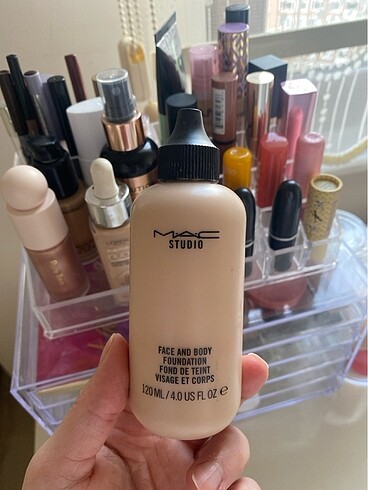 MAC
STUDIO
FACE AND BODY
FOUNDATION
FOND DE TEINT
VISAGE ET CORPS
120 ML / 4.0 US FL OZ ℮